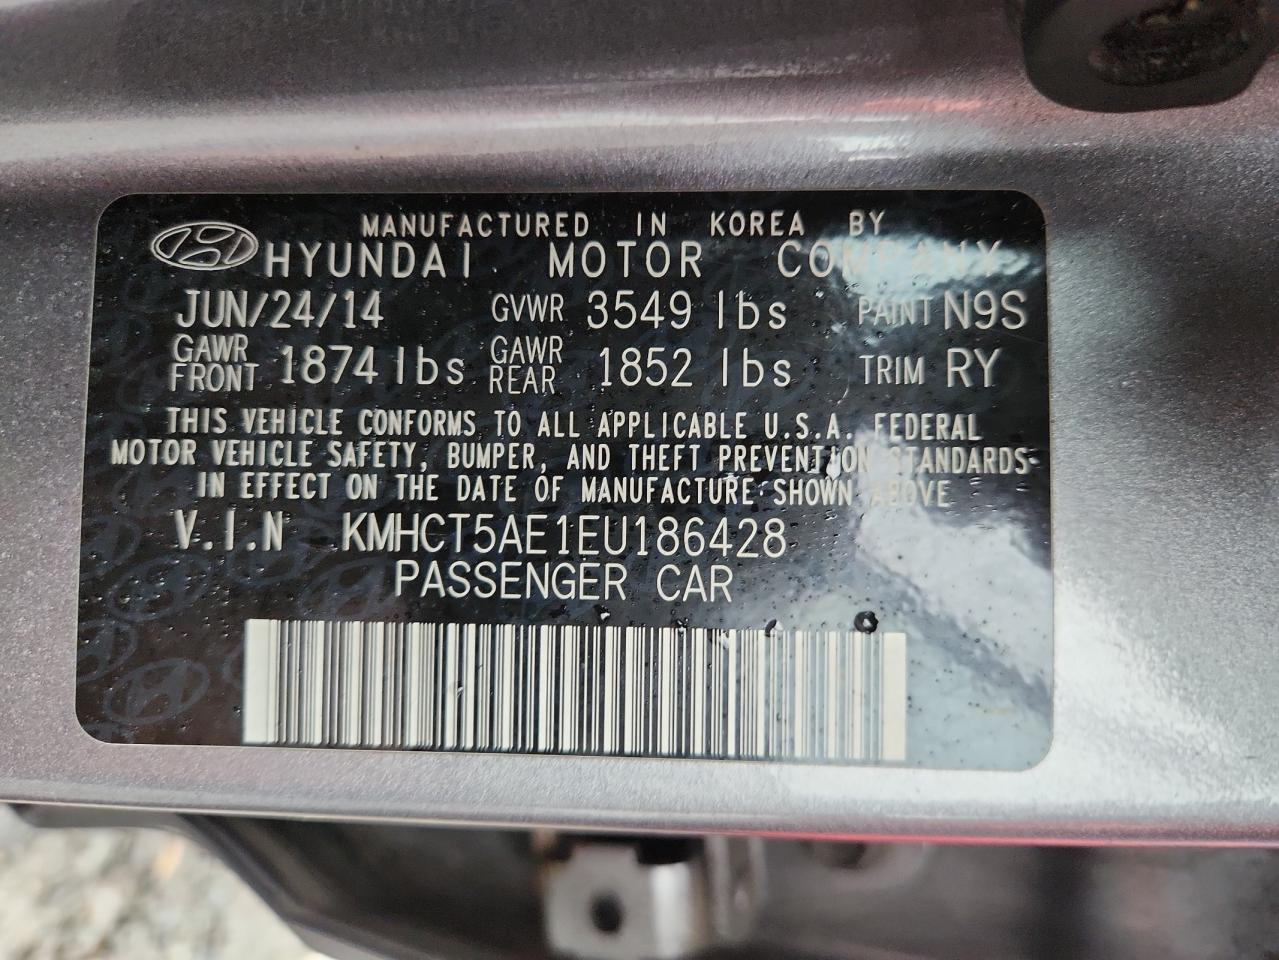 MANUFACTURED IN KOREA BY
HYUNDAI MOTOR COMPANY
JUN/24/14 GVWR 3549 lbs PAINT N9S
GAWR FRONT 1874 lbs GAWR REAR 1852 lbs TRIM RY
THIS VEHICLE CONFORMS TO ALL APPLICABLE U.S.A. FEDERAL
MOTOR VEHICLE SAFETY, BUMPER, AND THEFT PREVENTION STANDARDS
IN EFFECT ON THE DATE OF MANUFACTURE SHOWN ABOVE
V.I.N KMHCT5AE1EU186428
PASSENGER CAR